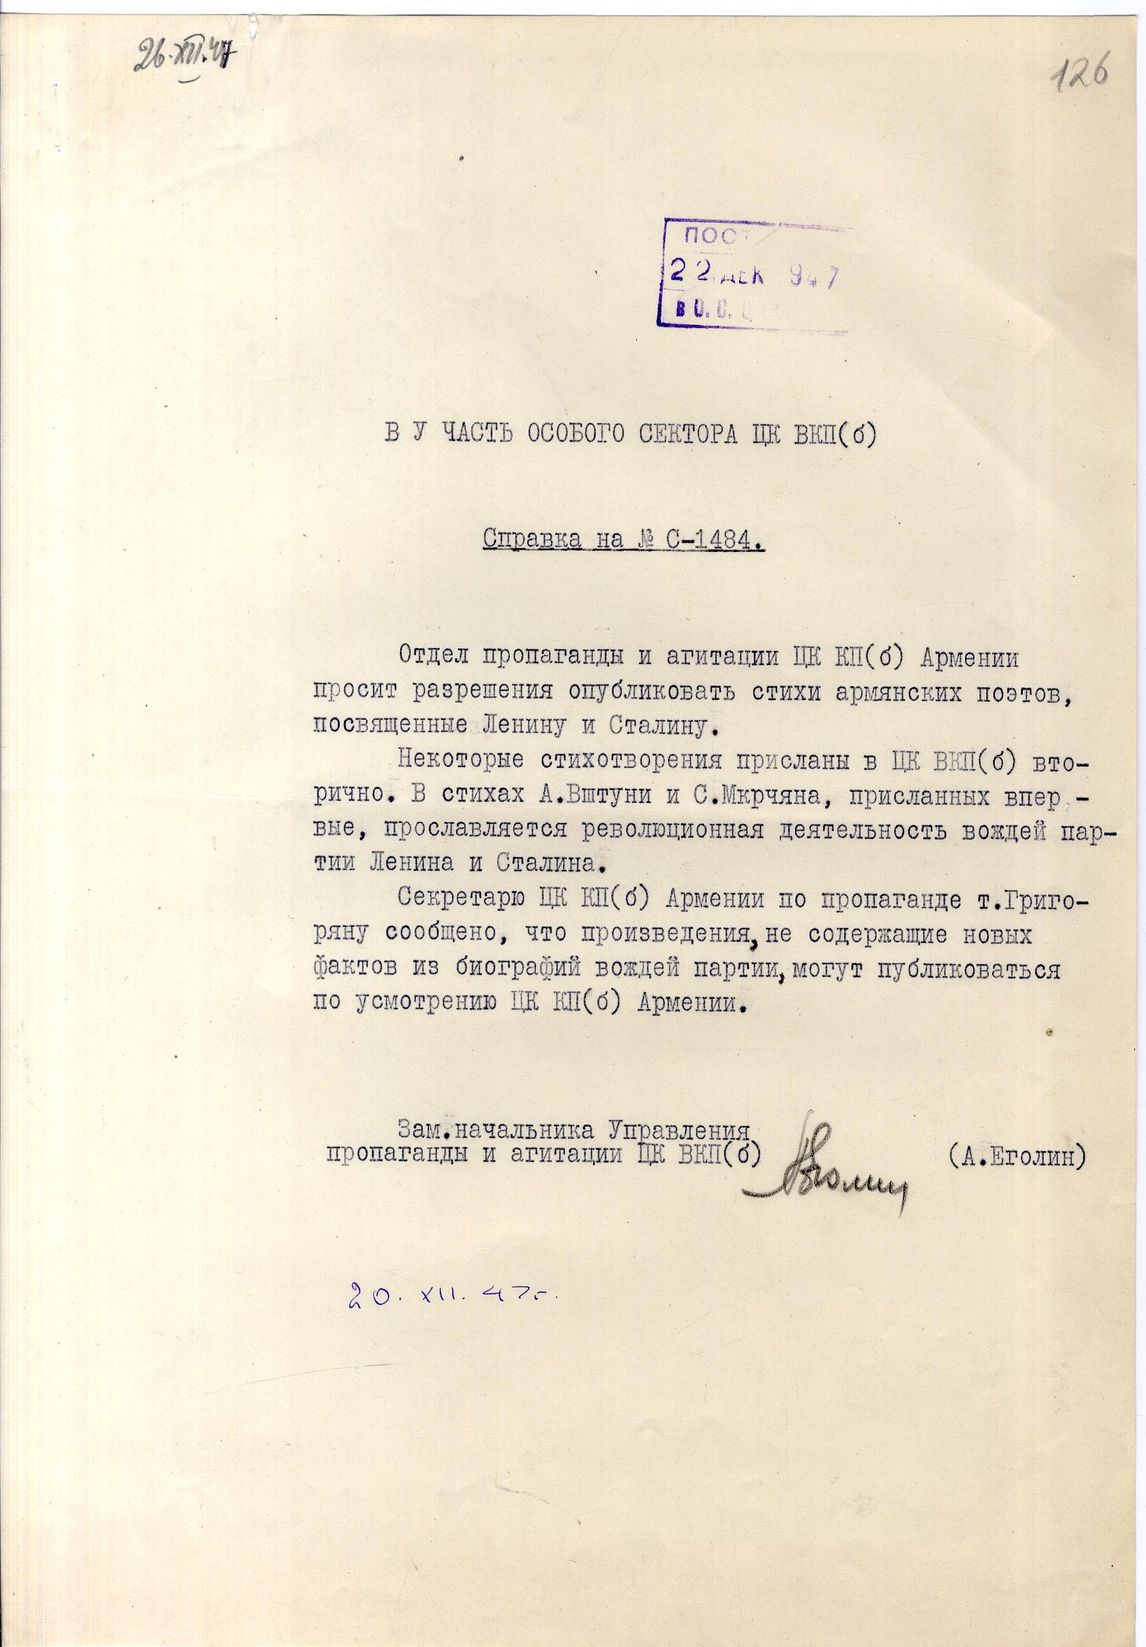 26.XII.47
126
ПОСТ
22 ДЕК 947
в О.С.
В У ЧАСТЬ ОСОБОГО СЕКТОРА ЦК ВКП(б)
Справка на № С-1484.
Отдел пропаганды и агитации ЦК КП(б) Армении
просит разрешения опубликовать стихи армянских поэтов,
посвященные Ленину и Сталину.
Некоторые стихотворения присланы в ЦК ВКП(б) вто-
рично. В стихах А.Вштуни и С.Мкрчяна, присланных впер-
вые, прославляется революционная деятельность вождей пар-
тии Ленина и Сталина.
Секретарю ЦК КП(б) Армении по пропаганде т.Григо-
ряну сообщено, что произведения, не содержащие новых
фактов из биографий вождей партии, могут публиковаться
по усмотрению ЦК КП(б) Армении.
Зам.начальника Управления
пропаганды и агитации ЦК ВКП(б) АЕголин (А.Еголин)
20. XII. 47г.